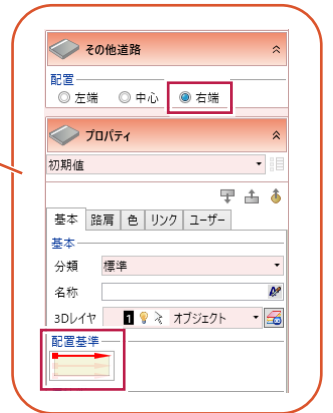 その他道路
配置
左端 中心 右端
プロパティ
初期値
基本 路肩 色 リンク ユーザー
基本
分類 標準
名称
3Dレイヤ 1 オブジェクト
配置基準